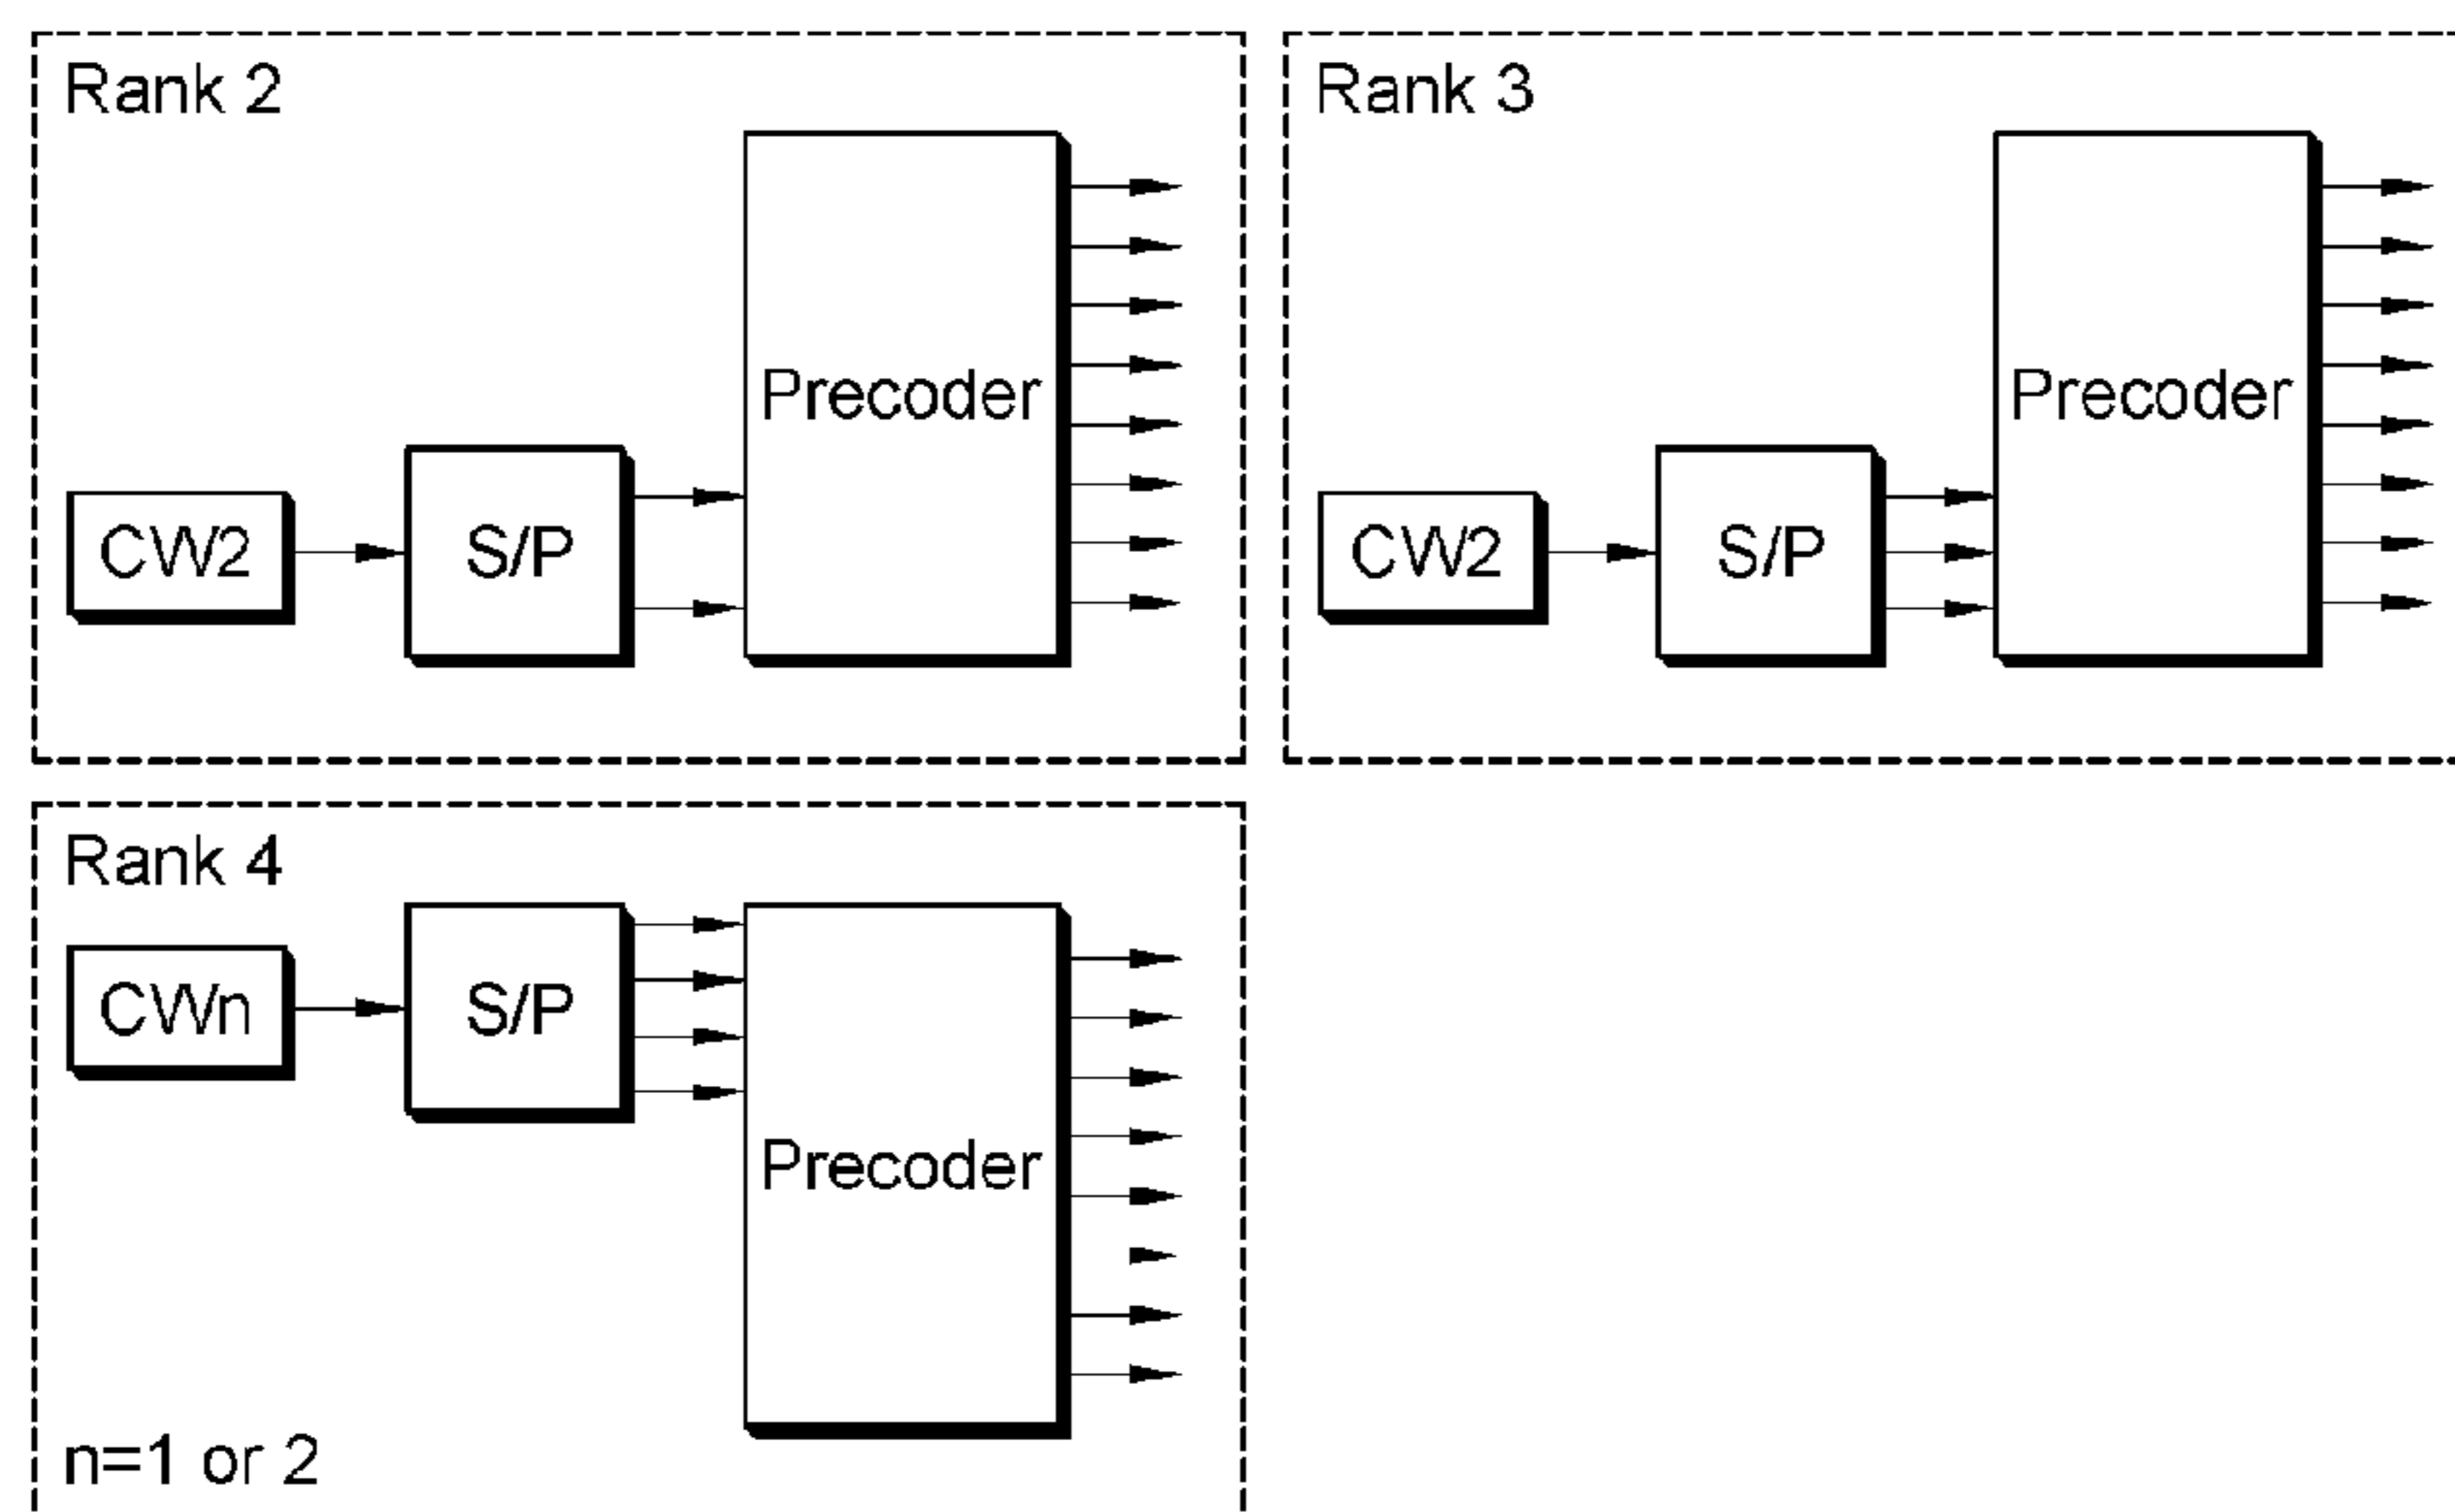 Rank 2
Precoder
CW2
S/P
Rank 3
Precoder
CW2
S/P
Rank 4
CWn
S/P
Precoder
n=1 or 2